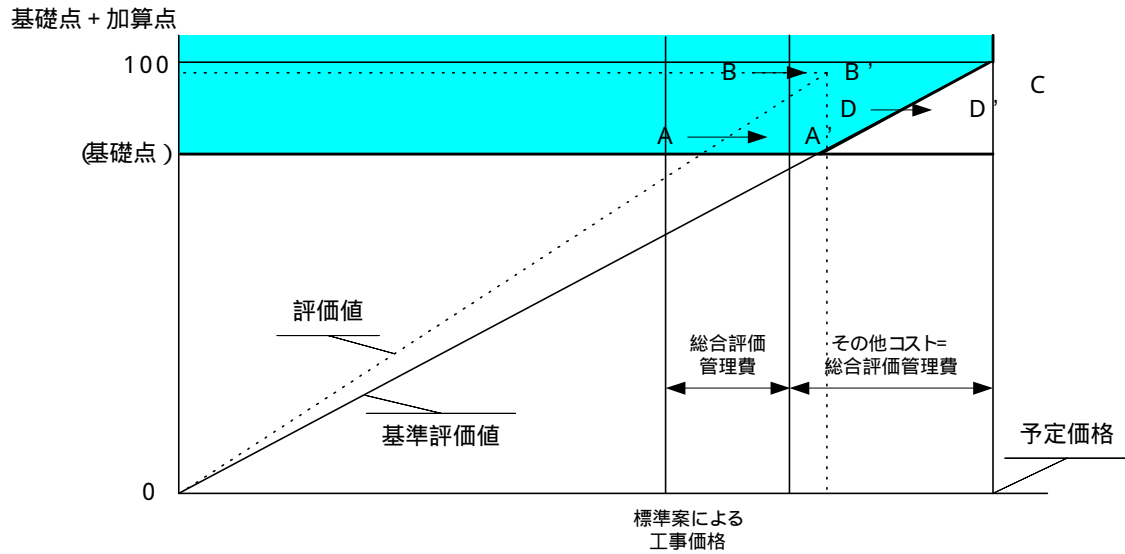 基礎点 + 加算点
100
B
B ’
C
D
D ’
A
A ’
(基礎点 )
評価値
総合評価
管理費
その他コスト=
総合評価管理費
基準評価値
予定価格
0
標準案による
工事価格